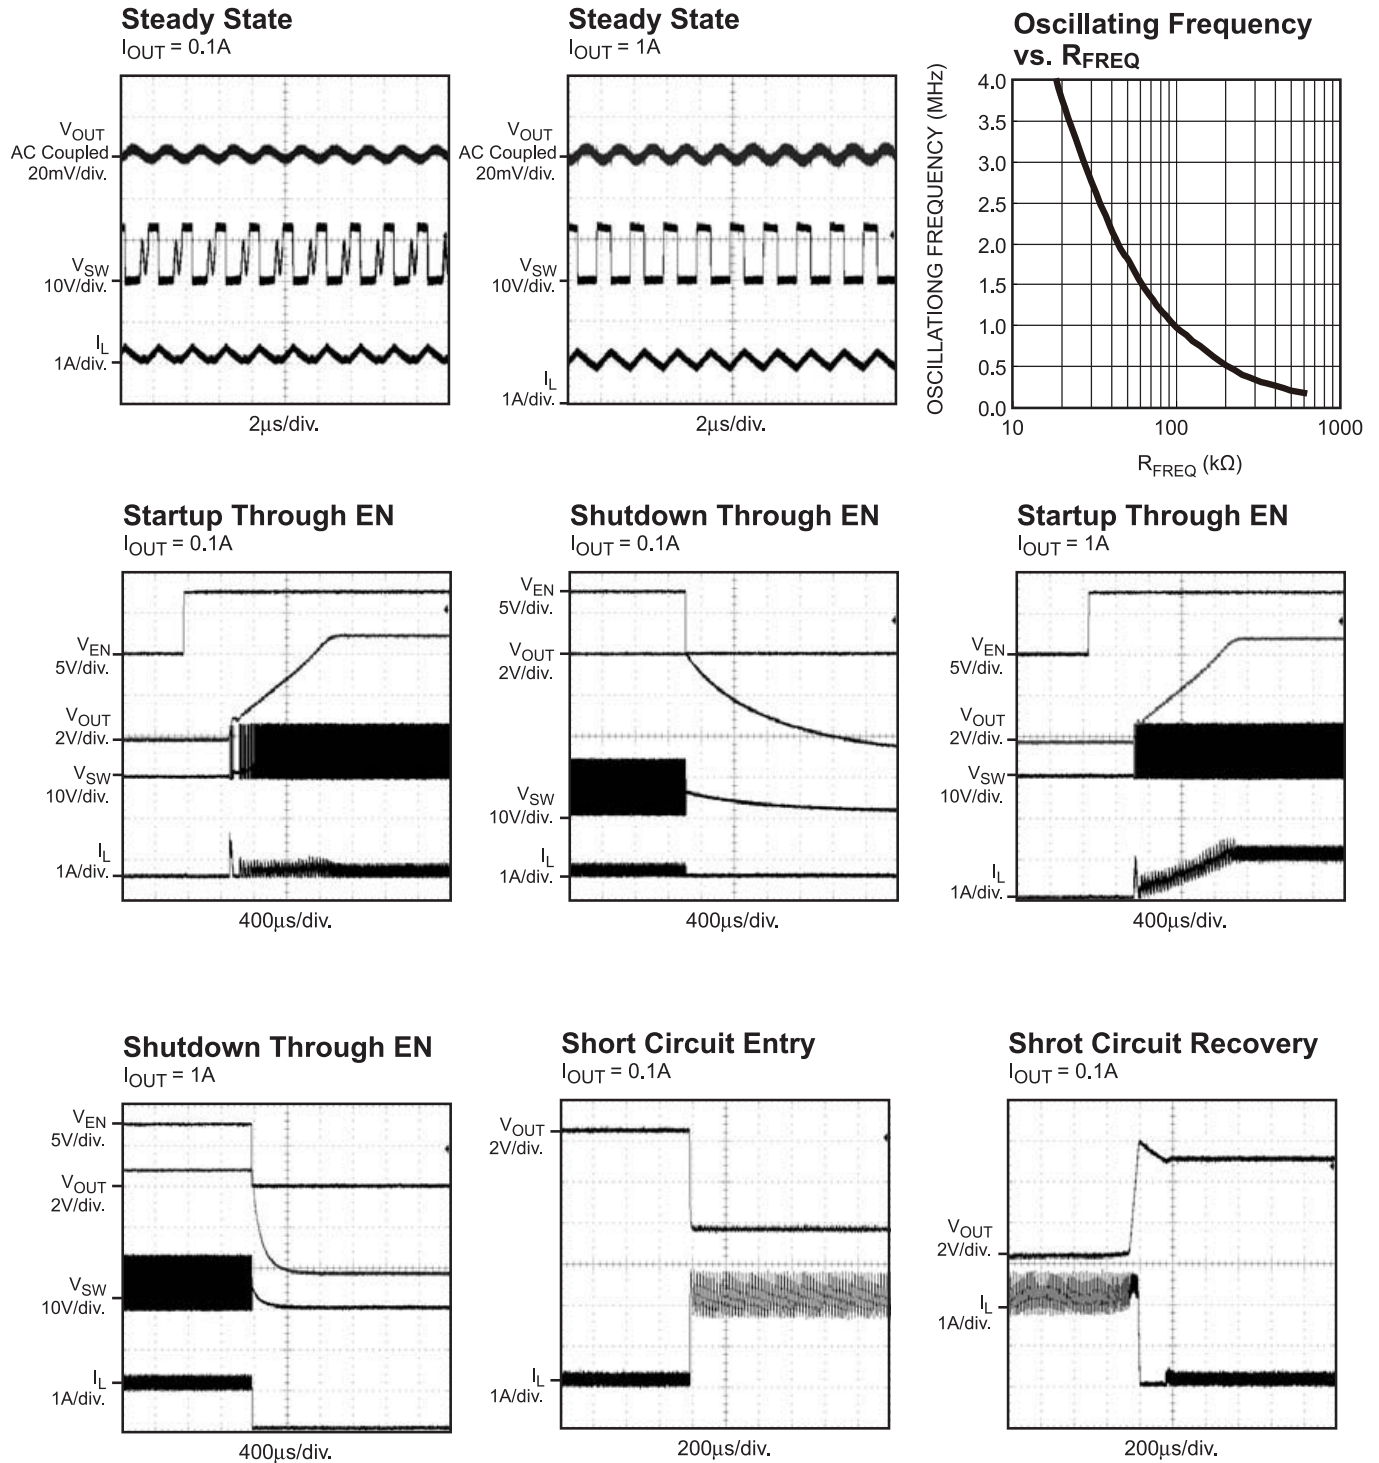 Steady State
IOUT = 0.1A
VOUT
AC Coupled
20mV/div.
VSW
10V/div.
IL
1A/div.
2µs/div.
Steady State
IOUT = 1A
VOUT
AC Coupled
20mV/div.
VSW
10V/div.
IL
1A/div.
2µs/div.
Oscillating Frequency
vs. RFREQ
OSCILLATIONG FREQUENCY (MHz)
4.0
3.5
3.0
2.5
2.0
1.5
1.0
0.5
0.0
10 100 1000
RFREQ (kΩ)
Startup Through EN
IOUT = 0.1A
VEN
5V/div.
VOUT
2V/div.
VSW
10V/div.
IL
1A/div.
400µs/div.
Shutdown Through EN
IOUT = 0.1A
VEN
5V/div.
VOUT
2V/div.
VSW
10V/div.
IL
1A/div.
400µs/div.
Startup Through EN
IOUT = 1A
VEN
5V/div.
VOUT
2V/div.
VSW
10V/div.
IL
1A/div.
400µs/div.
Shutdown Through EN
IOUT = 1A
VEN
5V/div.
VOUT
2V/div.
VSW
10V/div.
IL
1A/div.
400µs/div.
Short Circuit Entry
IOUT = 0.1A
VOUT
2V/div.
IL
1A/div.
200µs/div.
Shrot Circuit Recovery
IOUT = 0.1A
VOUT
2V/div.
IL
1A/div.
200µs/div.